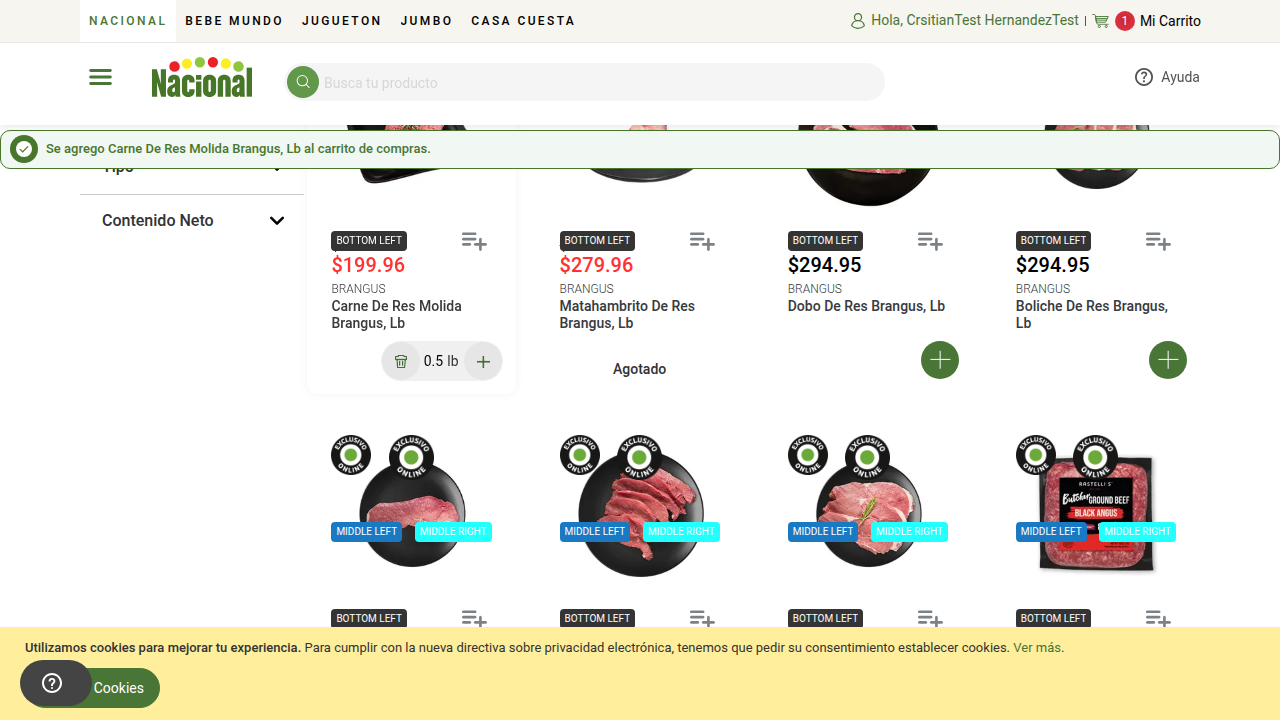 NACIONAL BEBE MUNDO JUGUETON JUMBO CASA CUESTA
Hola, CrsitianTest HernandezTest | 1 Mi Carrito
Nacional
Busca tu producto
Ayuda
Se agrego Carne De Res Molida Brangus, Lb al carrito de compras.
Contenido Neto
BOTTOM LEFT BOTTOM LEFT BOTTOM LEFT BOTTOM LEFT
$199.96 $279.96 $294.95 $294.95
BRANGUS BRANGUS BRANGUS BRANGUS
Carne De Res Molida Matahambrito De Res Dobo De Res Brangus, Lb Boliche De Res Brangus,
Brangus, Lb Brangus, Lb Lb
0.5 lb
Agotado
EXCLUSIVO ONLINE EXCLUSIVO ONLINE EXCLUSIVO ONLINE EXCLUSIVO ONLINE EXCLUSIVO ONLINE EXCLUSIVO ONLINE EXCLUSIVO ONLINE EXCLUSIVO ONLINE
RASTELLI'S
Butcher GROUND BEEF
BLACK ANGUS
MIDDLE LEFT MIDDLE RIGHT MIDDLE LEFT MIDDLE RIGHT MIDDLE LEFT MIDDLE RIGHT MIDDLE LEFT MIDDLE RIGHT
BOTTOM LEFT BOTTOM LEFT BOTTOM LEFT BOTTOM LEFT
Utilizamos cookies para mejorar tu experiencia. Para cumplir con la nueva directiva sobre privacidad electrónica, tenemos que pedir su consentimiento establecer cookies. Ver más.
Cookies